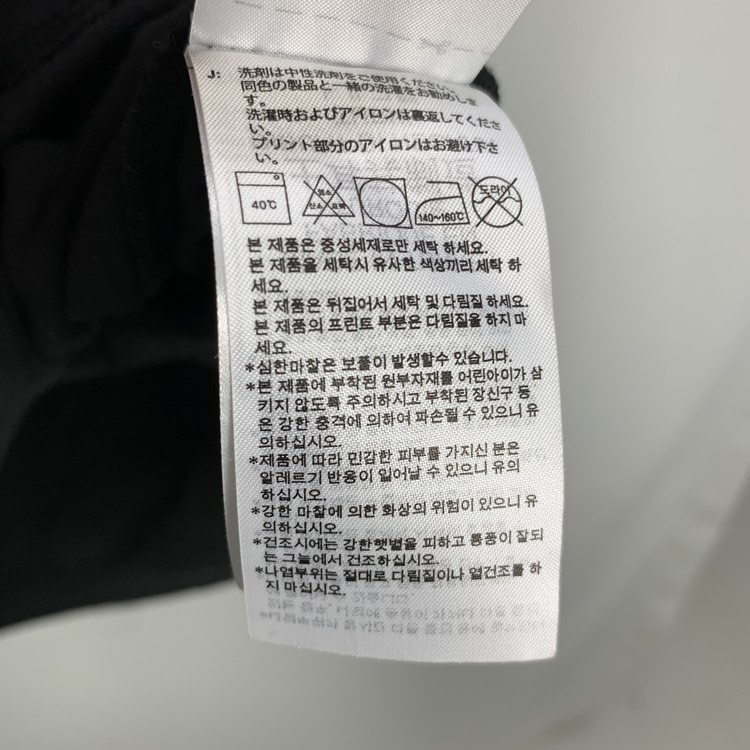 J: 洗剤は中性洗剤をご使用ください。
同色の製品と一緒の洗濯をお勧めしま
す。
洗濯時およびアイロンは裏返してくださ
い。
プリント部分のアイロンはお避け下さ
い。
40℃ 염소 산소 표백 140~160℃ 드라이
본 제품은 중성세제로만 세탁 하세요.
본 제품을 세탁시 유사한 색상끼리 세탁 하
세요.
본 제품은 뒤집어서 세탁 및 다림질 하세요.
본 제품의 프린트 부분은 다림질을 하지 마
세요.
*심한마찰은 보풀이 발생할수 있습니다.
*본 제품에 부착된 원부자재를 어린아이가 삼
키지 않도록 주의하시고 부착된 장신구 등
은 강한 충격에 의하여 파손될 수 있으니 유
의하십시오.
*제품에 따라 민감한 피부를 가지신 분은
알레르기 반응이 일어날 수 있으니 유의
하십시오.
*강한 마찰에 의한 화상의 위험이 있으니 유
의하십시오.
*건조시에는 강한햇볕을 피하고 통풍이 잘되
는 그늘에서 건조하십시오.
*나염부위는 절대로 다림질이나 열건조를 하
지 마십시오.